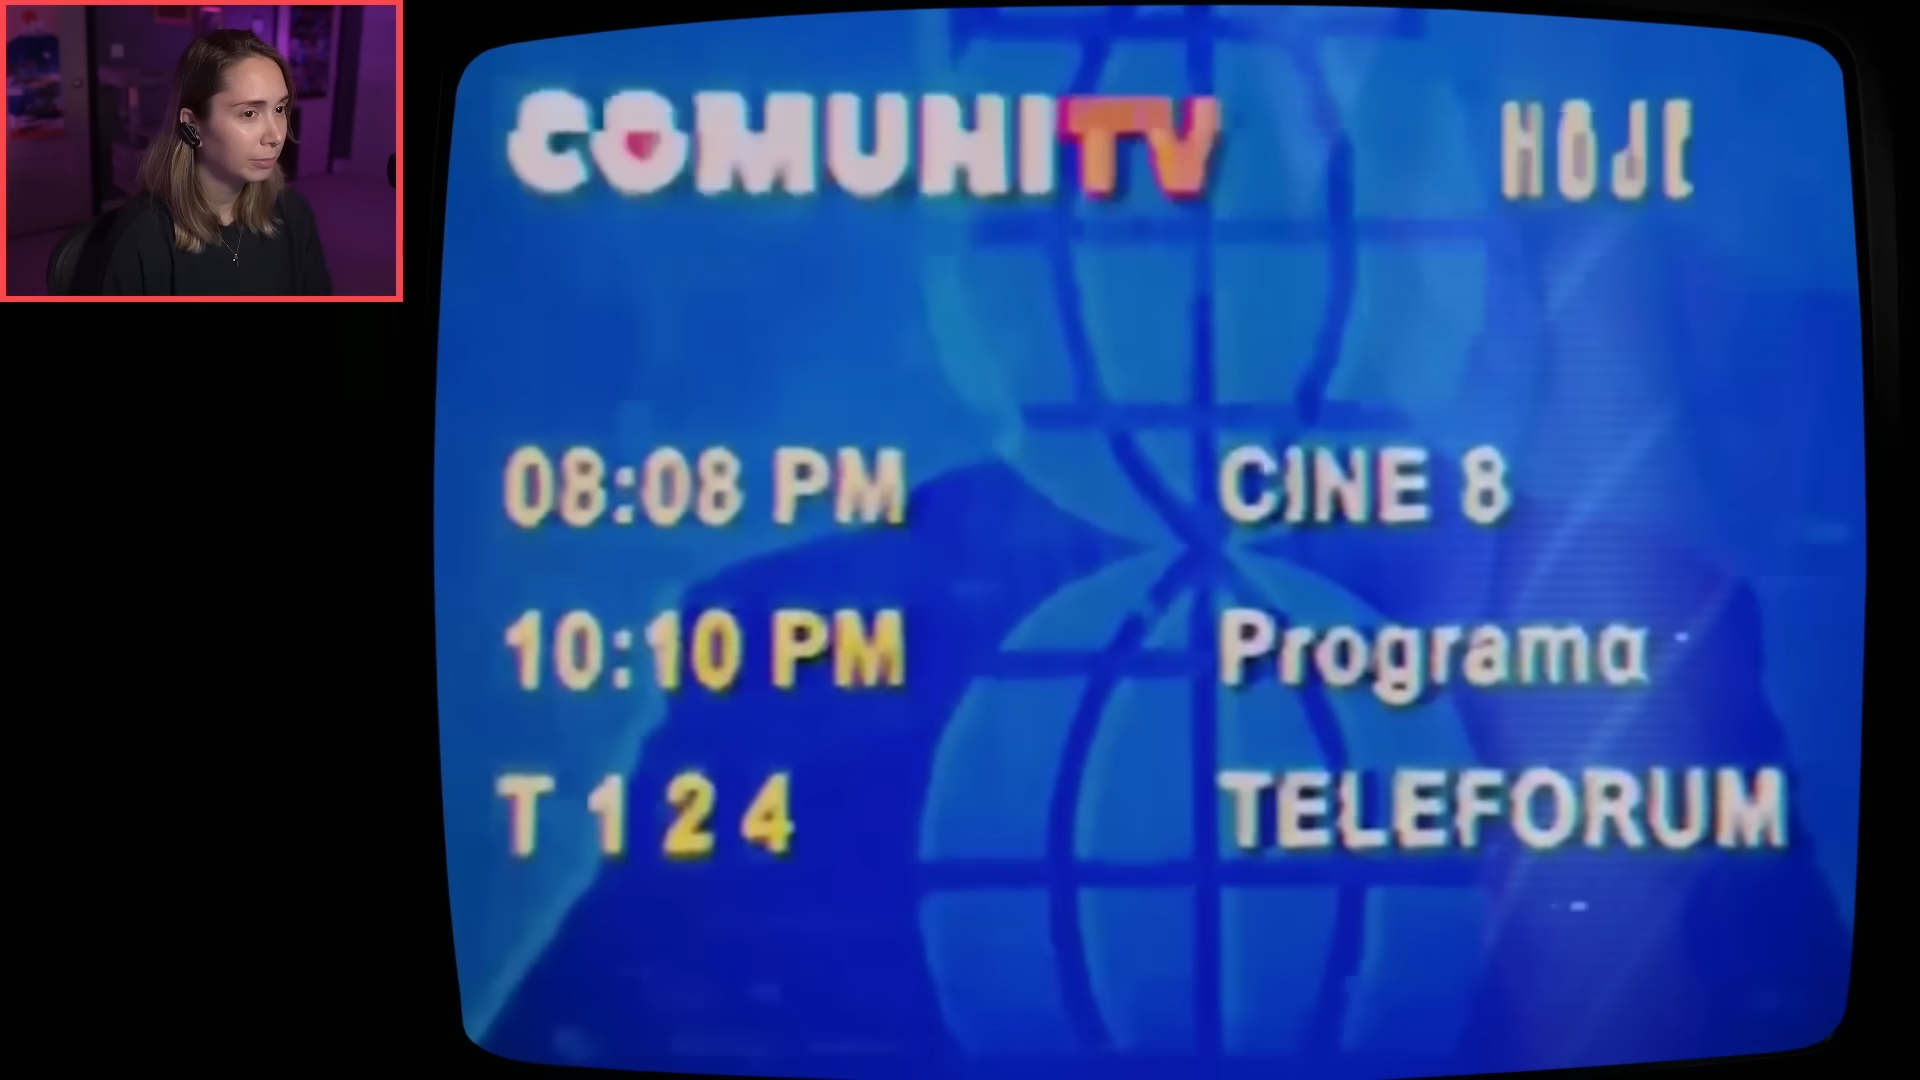 COMUNITV HOJE
08:08 PM CINE 8
10:10 PM Programa
T 1 2 4 TELEFORUM